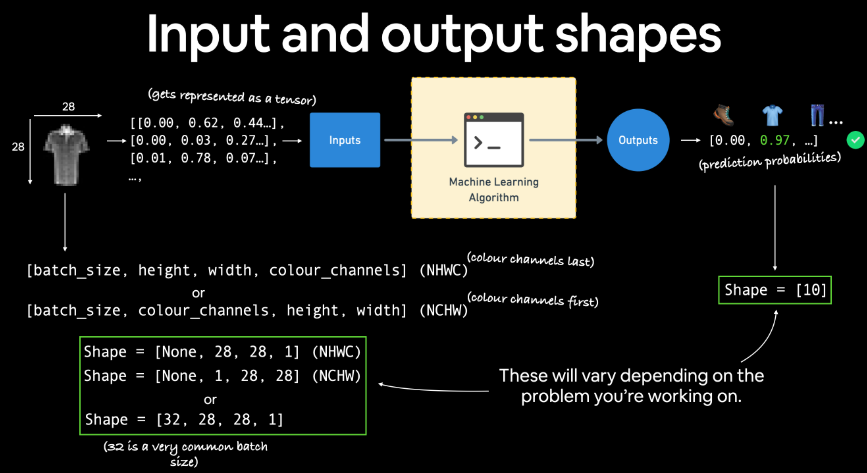 Input and output shapes
28
28
(gets represented as a tensor)
[[0.00, 0.62, 0.44…],
[0.00, 0.03, 0.27…],
[0.01, 0.78, 0.07…],
…,
Inputs
Machine Learning
Algorithm
Outputs
...
[0.00, 0.97, …]
(prediction probabilities)
[batch_size, height, width, colour_channels] (NHWC) (colour channels last)
or
[batch_size, colour_channels, height, width] (NCHW) (colour channels first)
Shape = [10]
Shape = [None, 28, 28, 1] (NHWC)
Shape = [None, 1, 28, 28] (NCHW)
or
Shape = [32, 28, 28, 1]
(32 is a very common batch
size)
These will vary depending on the
problem you’re working on.